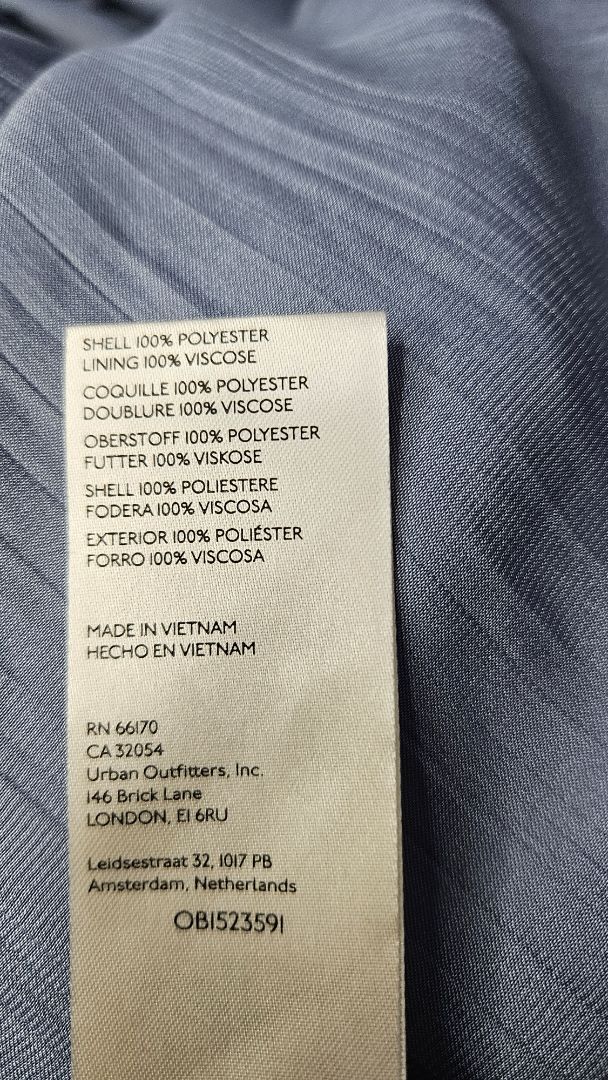 SHELL 100% POLYESTER
LINING 100% VISCOSE
COQUILLE 100% POLYESTER
DOUBLURE 100% VISCOSE
OBERSTOFF 100% POLYESTER
FUTTER 100% VISKOSE
SHELL 100% POLIESTERE
FODERA 100% VISCOSA
EXTERIOR 100% POLIÉSTER
FORRO 100% VISCOSA
MADE IN VIETNAM
HECHO EN VIETNAM
RN 66170
CA 32054
Urban Outfitters, Inc.
146 Brick Lane
LONDON, E1 6RU
Leidsestraat 32, 1017 PB
Amsterdam, Netherlands
OB1523591